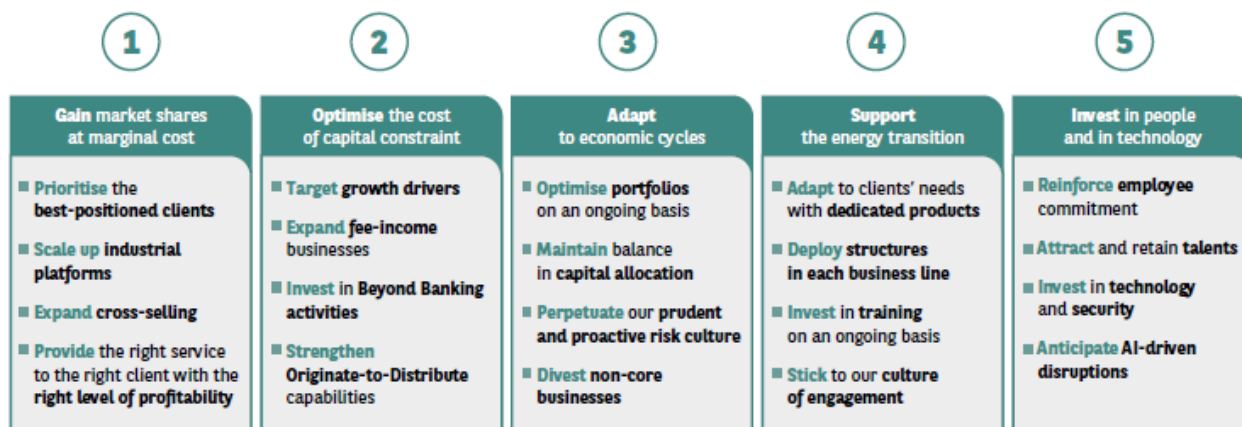 1
Gain market shares
at marginal cost
Prioritise the
best-positioned clients
Scale up industrial
platforms
Expand cross-selling
Provide the right service
to the right client with the
right level of profitability
2
Optimise the cost
of capital constraint
Target growth drivers
Expand fee-income
businesses
Invest in Beyond Banking
activities
Strengthen
Originate-to-Distribute
capabilities
3
Adapt
to economic cycles
Optimise portfolios
on an ongoing basis
Maintain balance
in capital allocation
Perpetuate our prudent
and proactive risk culture
Divest non-core
businesses
4
Support
the energy transition
Adapt to clients' needs
with dedicated products
Deploy structures
in each business line
Invest in training
on an ongoing basis
Stick to our culture
of engagement
5
Invest in people
and in technology
Reinforce employee
commitment
Attract and retain talents
Invest in technology
and security
Anticipate AI-driven
disruptions